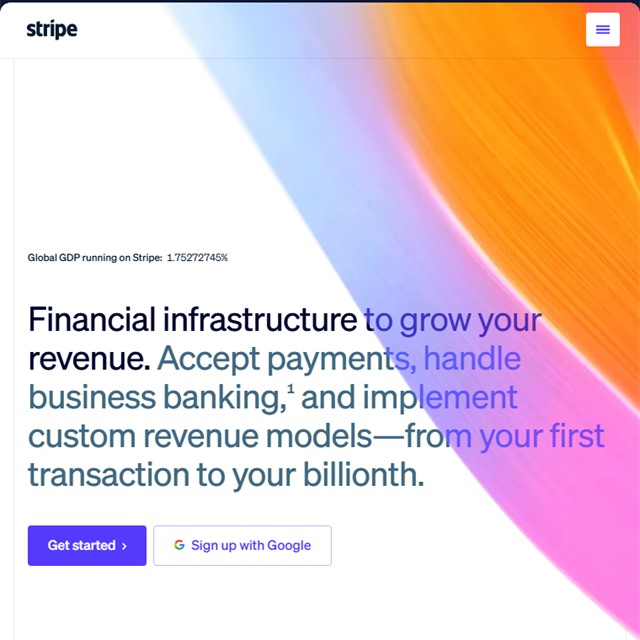 stripe
Global GDP running on Stripe: 1.75272745%
Financial infrastructure to grow your
revenue. Accept payments, handle
business banking,¹ and implement
custom revenue models—from your first
transaction to your billionth.
Get started ›
Sign up with Google